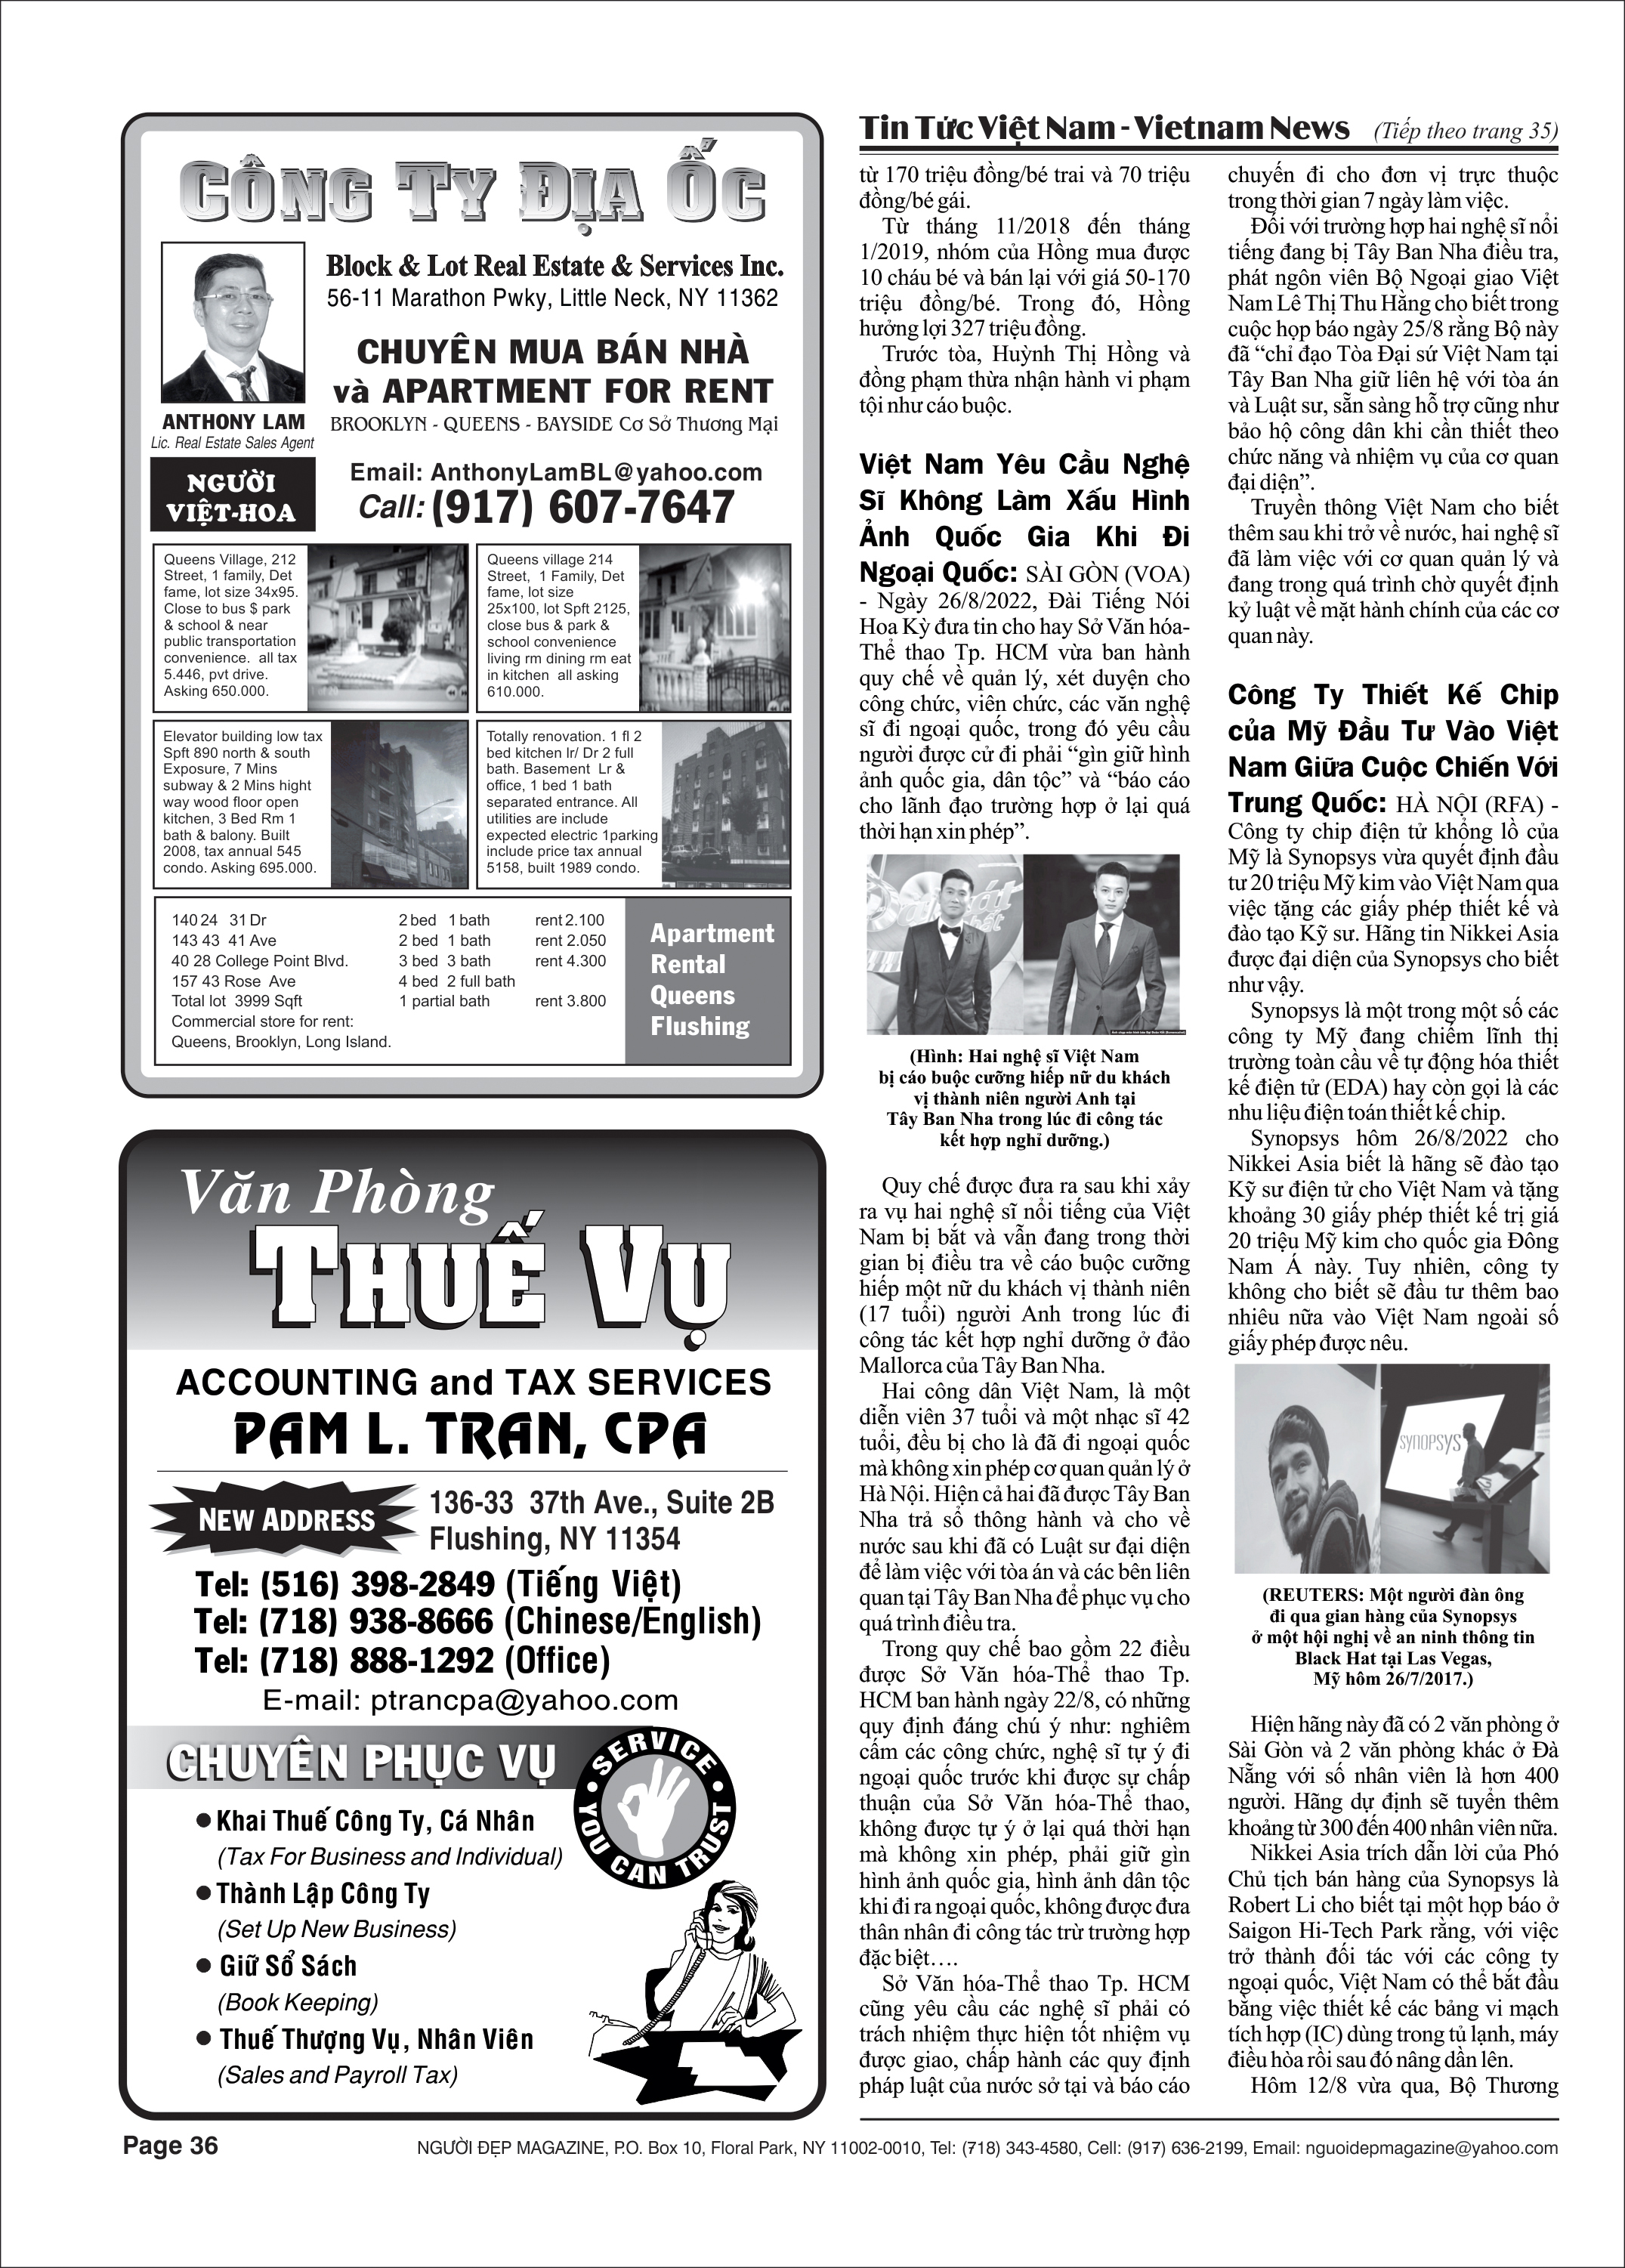 CÔNG TY ĐỊA ỐC
Block & Lot Real Estate & Services Inc.
56-11 Marathon Pwky, Little Neck, NY 11362
CHUYÊN MUA BÁN NHÀ
và APARTMENT FOR RENT
BROOKLYN - QUEENS - BAYSIDE Cơ Sở Thương Mại
ANTHONY LAM
Lic. Real Estate Sales Agent
NGƯỜI
VIỆT-HOA
Email: AnthonyLamBL@yahoo.com
Call: (917) 607-7647
Queens Village, 212
Street, 1 family, Det
fame, lot size 34x95.
Close to bus $ park
& school & near
public transportation
convenience. all tax
5.446, pvt drive.
Asking 650.000.
Queens village 214
Street, 1 Family, Det
fame, lot size
25x100, lot Spft 2125,
close bus & park &
school convenience
living rm dining rm eat
in kitchen all asking
610.000.
Elevator building low tax
Spft 890 north & south
Exposure, 7 Mins
subway & 2 Mins hight
way wood floor open
kitchen, 3 Bed Rm 1
bath & balony. Built
2008, tax annual 545
condo. Asking 695.000.
Totally renovation. 1 fl 2
bed kitchen lr/ Dr 2 full
bath. Basement Lr &
office, 1 bed 1 bath
separated entrance. All
utilities are include
expected electric 1parking
include price tax annual
5158, built 1989 condo.
140 24 31 Dr 2 bed 1 bath rent 2.100
143 43 41 Ave 2 bed 1 bath rent 2.050
40 28 College Point Blvd. 3 bed 3 bath rent 4.300
157 43 Rose Ave 4 bed 2 full bath
Total lot 3999 Sqft 1 partial bath rent 3.800
Commercial store for rent:
Queens, Brooklyn, Long Island.
Apartment
Rental
Queens
Flushing
Văn Phòng
THUẾ VỤ
ACCOUNTING and TAX SERVICES
PAM L. TRAN, CPA
NEW ADDRESS
136-33 37th Ave., Suite 2B
Flushing, NY 11354
Tel: (516) 398-2849 (Tiếng Việt)
Tel: (718) 938-8666 (Chinese/English)
Tel: (718) 888-1292 (Office)
E-mail: ptrancpa@yahoo.com
CHUYÊN PHỤC VỤ
SERVICE
YOU CAN TRUST
• Khai Thuế Công Ty, Cá Nhân
(Tax For Business and Individual)
• Thành Lập Công Ty
(Set Up New Business)
• Giữ Sổ Sách
(Book Keeping)
• Thuế Thượng Vụ, Nhân Viên
(Sales and Payroll Tax)
Tin Tức Việt Nam - Vietnam News (Tiếp theo trang 35)
từ 170 triệu đồng/bé trai và 70 triệu
đồng/bé gái.
Từ tháng 11/2018 đến tháng
1/2019, nhóm của Hồng mua được
10 cháu bé và bán lại với giá 50-170
triệu đồng/bé. Trong đó, Hồng
hưởng lợi 327 triệu đồng.
Trước tòa, Huỳnh Thị Hồng và
đồng phạm thừa nhận hành vi phạm
tội như cáo buộc.
Việt Nam Yêu Cầu Nghệ
Sĩ Không Làm Xấu Hình
Ảnh Quốc Gia Khi Đi
Ngoại Quốc: SÀI GÒN (VOA)
- Ngày 26/8/2022, Đài Tiếng Nói
Hoa Kỳ đưa tin cho hay Sở Văn hóa-
Thể thao Tp. HCM vừa ban hành
quy chế về quản lý, xét duyện cho
công chức, viên chức, các văn nghệ
sĩ đi ngoại quốc, trong đó yêu cầu
người được cử đi phải “gìn giữ hình
ảnh quốc gia, dân tộc” và “báo cáo
cho lãnh đạo trường hợp ở lại quá
thời hạn xin phép”.
(Hình: Hai nghệ sĩ Việt Nam
bị cáo buộc cưỡng hiếp nữ du khách
vị thành niên người Anh tại
Tây Ban Nha trong lúc đi công tác
kết hợp nghỉ dưỡng.)
Quy chế được đưa ra sau khi xảy
ra vụ hai nghệ sĩ nổi tiếng của Việt
Nam bị bắt và vẫn đang trong thời
gian bị điều tra về cáo buộc cưỡng
hiếp một nữ du khách vị thành niên
(17 tuổi) người Anh trong lúc đi
công tác kết hợp nghỉ dưỡng ở đảo
Mallorca của Tây Ban Nha.
Hai công dân Việt Nam, là một
diễn viên 37 tuổi và một nhạc sĩ 42
tuổi, đều bị cho là đã đi ngoại quốc
mà không xin phép cơ quan quản lý ở
Hà Nội. Hiện cả hai đã được Tây Ban
Nha trả sổ thông hành và cho về
nước sau khi đã có Luật sư đại diện
để làm việc với tòa án và các bên liên
quan tại Tây Ban Nha để phục vụ cho
quá trình điều tra.
Trong quy chế bao gồm 22 điều
được Sở Văn hóa-Thể thao Tp.
HCM ban hành ngày 22/8, có những
quy định đáng chú ý như: nghiêm
cấm các công chức, nghệ sĩ tự ý đi
ngoại quốc trước khi được sự chấp
thuận của Sở Văn hóa-Thể thao,
không được tự ý ở lại quá thời hạn
mà không xin phép, phải giữ gìn
hình ảnh quốc gia, hình ảnh dân tộc
khi đi ra ngoại quốc, không được đưa
thân nhân đi công tác trừ trường hợp
đặc biệt….
Sở Văn hóa-Thể thao Tp. HCM
cũng yêu cầu các nghệ sĩ phải có
trách nhiệm thực hiện tốt nhiệm vụ
được giao, chấp hành các quy định
pháp luật của nước sở tại và báo cáo
chuyến đi cho đơn vị trực thuộc
trong thời gian 7 ngày làm việc.
Đối với trường hợp hai nghệ sĩ nổi
tiếng đang bị Tây Ban Nha điều tra,
phát ngôn viên Bộ Ngoại giao Việt
Nam Lê Thị Thu Hằng cho biết trong
cuộc họp báo ngày 25/8 rằng Bộ này
đã “chỉ đạo Tòa Đại sứ Việt Nam tại
Tây Ban Nha giữ liên hệ với tòa án
và Luật sư, sẵn sàng hỗ trợ cũng như
bảo hộ công dân khi cần thiết theo
chức năng và nhiệm vụ của cơ quan
đại diện”.
Truyền thông Việt Nam cho biết
thêm sau khi trở về nước, hai nghệ sĩ
đã làm việc với cơ quan quản lý và
đang trong quá trình chờ quyết định
kỷ luật về mặt hành chính của các cơ
quan này.
Công Ty Thiết Kế Chip
của Mỹ Đầu Tư Vào Việt
Nam Giữa Cuộc Chiến Với
Trung Quốc: HÀ NỘI (RFA) -
Công ty chip điện tử khổng lồ của
Mỹ là Synopsys vừa quyết định đầu
tư 20 triệu Mỹ kim vào Việt Nam qua
việc tặng các giấy phép thiết kế và
đào tạo Kỹ sư. Hãng tin Nikkei Asia
được đại diện của Synopsys cho biết
như vậy.
Synopsys là một trong một số các
công ty Mỹ đang chiếm lĩnh thị
trường toàn cầu về tự động hóa thiết
kế điện tử (EDA) hay còn gọi là các
nhu liệu điện toán thiết kế chip.
Synopsys hôm 26/8/2022 cho
Nikkei Asia biết là hãng sẽ đào tạo
Kỹ sư điện tử cho Việt Nam và tặng
khoảng 30 giấy phép thiết kế trị giá
20 triệu Mỹ kim cho quốc gia Đông
Nam Á này. Tuy nhiên, công ty
không cho biết sẽ đầu tư thêm bao
nhiêu nữa vào Việt Nam ngoài số
giấy phép được nêu.
SYNOPSYS
(REUTERS: Một người đàn ông
đi qua gian hàng của Synopsys
ở một hội nghị về an ninh thông tin
Black Hat tại Las Vegas,
Mỹ hôm 26/7/2017.)
Hiện hãng này đã có 2 văn phòng ở
Sài Gòn và 2 văn phòng khác ở Đà
Nẵng với số nhân viên là hơn 400
người. Hãng dự định sẽ tuyển thêm
khoảng từ 300 đến 400 nhân viên nữa.
Nikkei Asia trích dẫn lời của Phó
Chủ tịch bán hàng của Synopsys là
Robert Li cho biết tại một họp báo ở
Saigon Hi-Tech Park rằng, với việc
trở thành đối tác với các công ty
ngoại quốc, Việt Nam có thể bắt đầu
bằng việc thiết kế các bảng vi mạch
tích hợp (IC) dùng trong tủ lạnh, máy
điều hòa rồi sau đó nâng dần lên.
Hôm 12/8 vừa qua, Bộ Thương
Page 36
NGƯỜI ĐẸP MAGAZINE, P.O. Box 10, Floral Park, NY 11002-0010, Tel: (718) 343-4580, Cell: (917) 636-2199, Email: nguoidepmagazine@yahoo.com